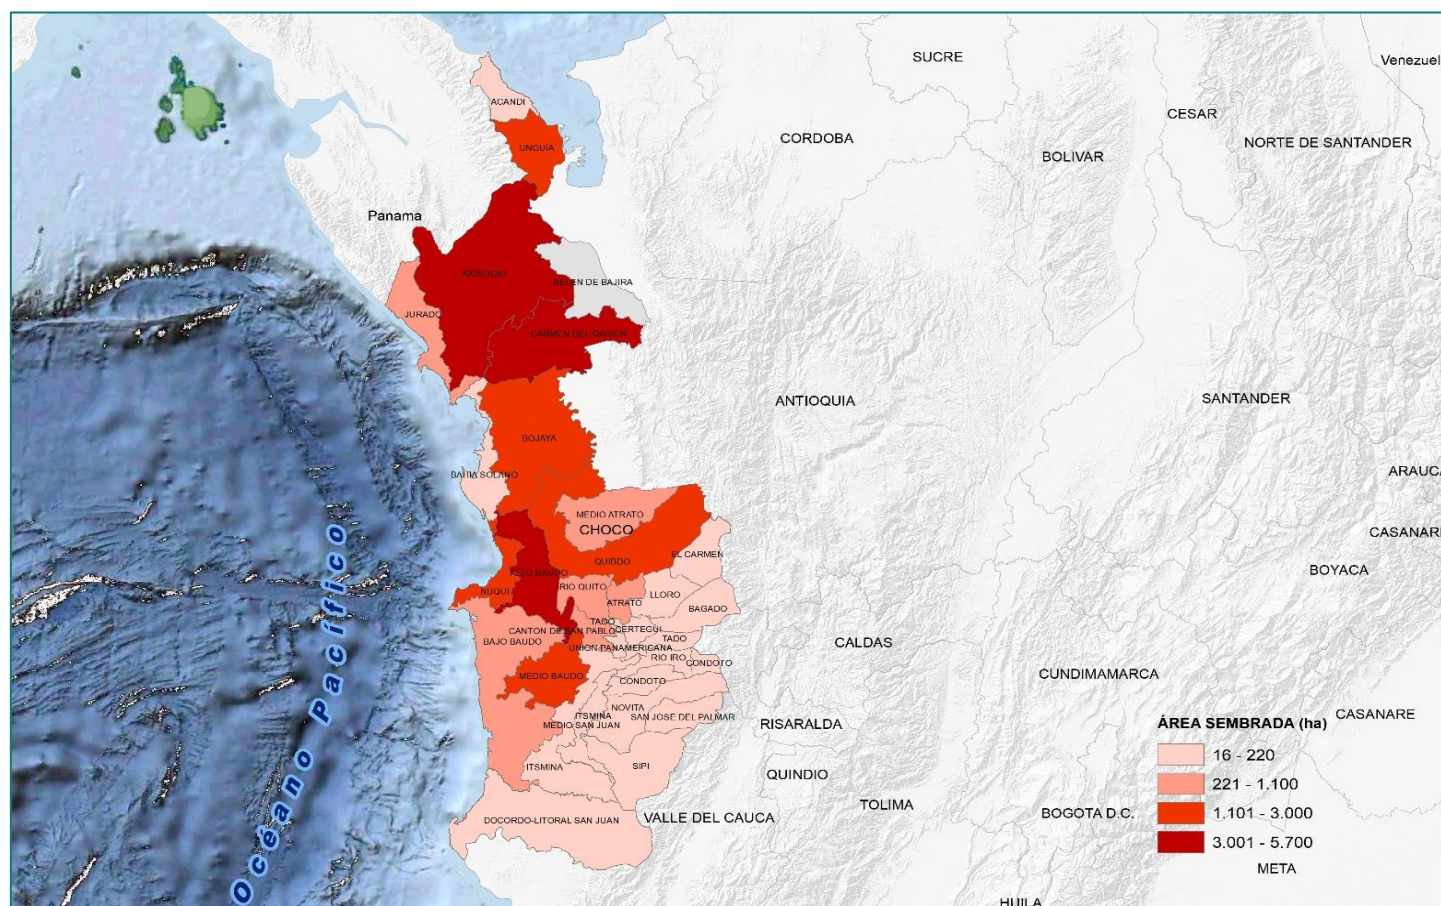 SUCRE
Venezuel
ACANDI
CESAR
CORDOBA
NORTE DE SANTANDER
UNGUIA
BOLIVAR
Panama
RIOSUCIO
BELEN DE BAJIRA
JURADO
CARMEN DEL DARIEN
ANTIOQUIA
SANTANDER
BOJAYA
BAHIA SOLANO
ARAUCA
MEDIO ATRATO
CHOCO
CASANARE
EL CARMEN
QUIBDO
ALTO BAUDO
BOYACA
RIO QUITO
NUQUI
LLORO
ATRATO
BAGADO
TADO
CERTEGUI
CANTON DE SAN PABLO
BAJO BAUDO
TADO
UNION PANAMERICANA
CALDAS
RIO IRO
CONDOTO
MEDIO BAUDO
CONDOTO
CUNDIMAMARCA
NOVITA
ITSMINA
SAN JOSE DEL PALMAR
MEDIO SAN JUAN
RISARALDA
CASANARE
ITSMINA
SIPI
QUINDIO
TOLIMA
DOCORDO-LITORAL SAN JUAN
VALLE DEL CAUCA
BOGOTA D.C.
META
HUILA
Océano Pacífico
ÁREA SEMBRADA (ha)
16 - 220
221 - 1.100
1.101 - 3.000
3.001 - 5.700